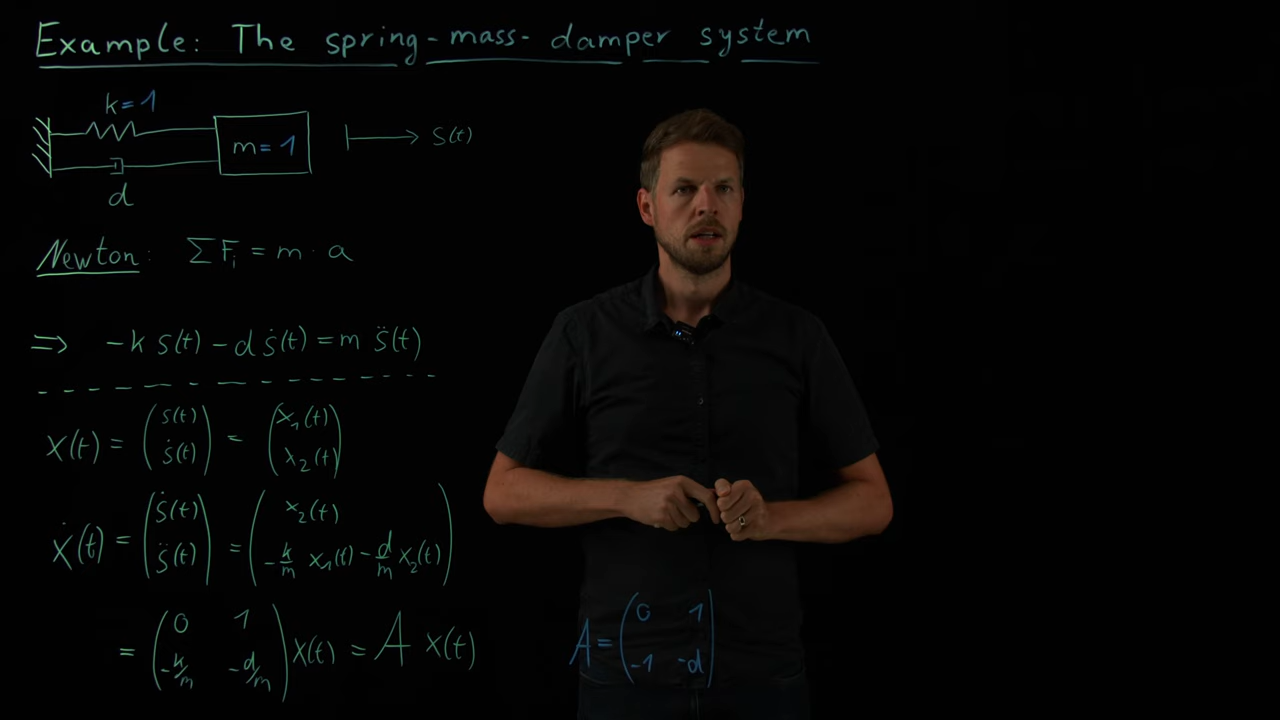 Example: The spring-mass-damper system
k=1
m=1
s(t)
d
Newton: ΣFᵢ = m · a
⇒ -k s(t) - d ṡ(t) = m s̈(t)
x(t) = (s(t) ṡ(t)) = (x₁(t) x₂(t))
ẋ(t) = (ṡ(t) s̈(t)) = (x₂(t) -k/m x₁(t) - d/m x₂(t))
= (0 1 -k/m -d/m) x(t) = A x(t)
A = (0 1 -1 -d)